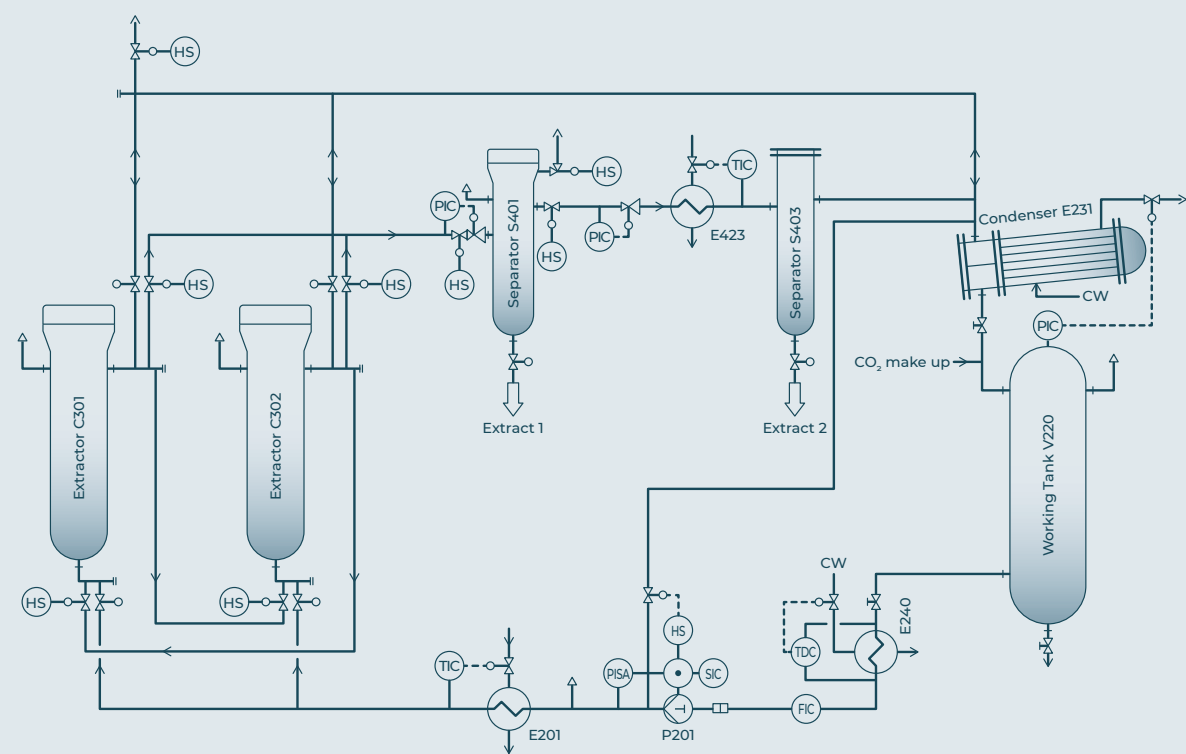 HS
TIC
HS
Condenser E231
PIC
PIC
E423
PIC
HS
HS
CW
HS
HS
Separator S401
Separator S403
PIC
CO₂ make up
Extract 1
Extract 2
Extractor C301
Extractor C302
Working Tank V220
CW
HS
HS
HS
E240
TIC
PISA
SIC
TDC
T
FIC
E201
P201